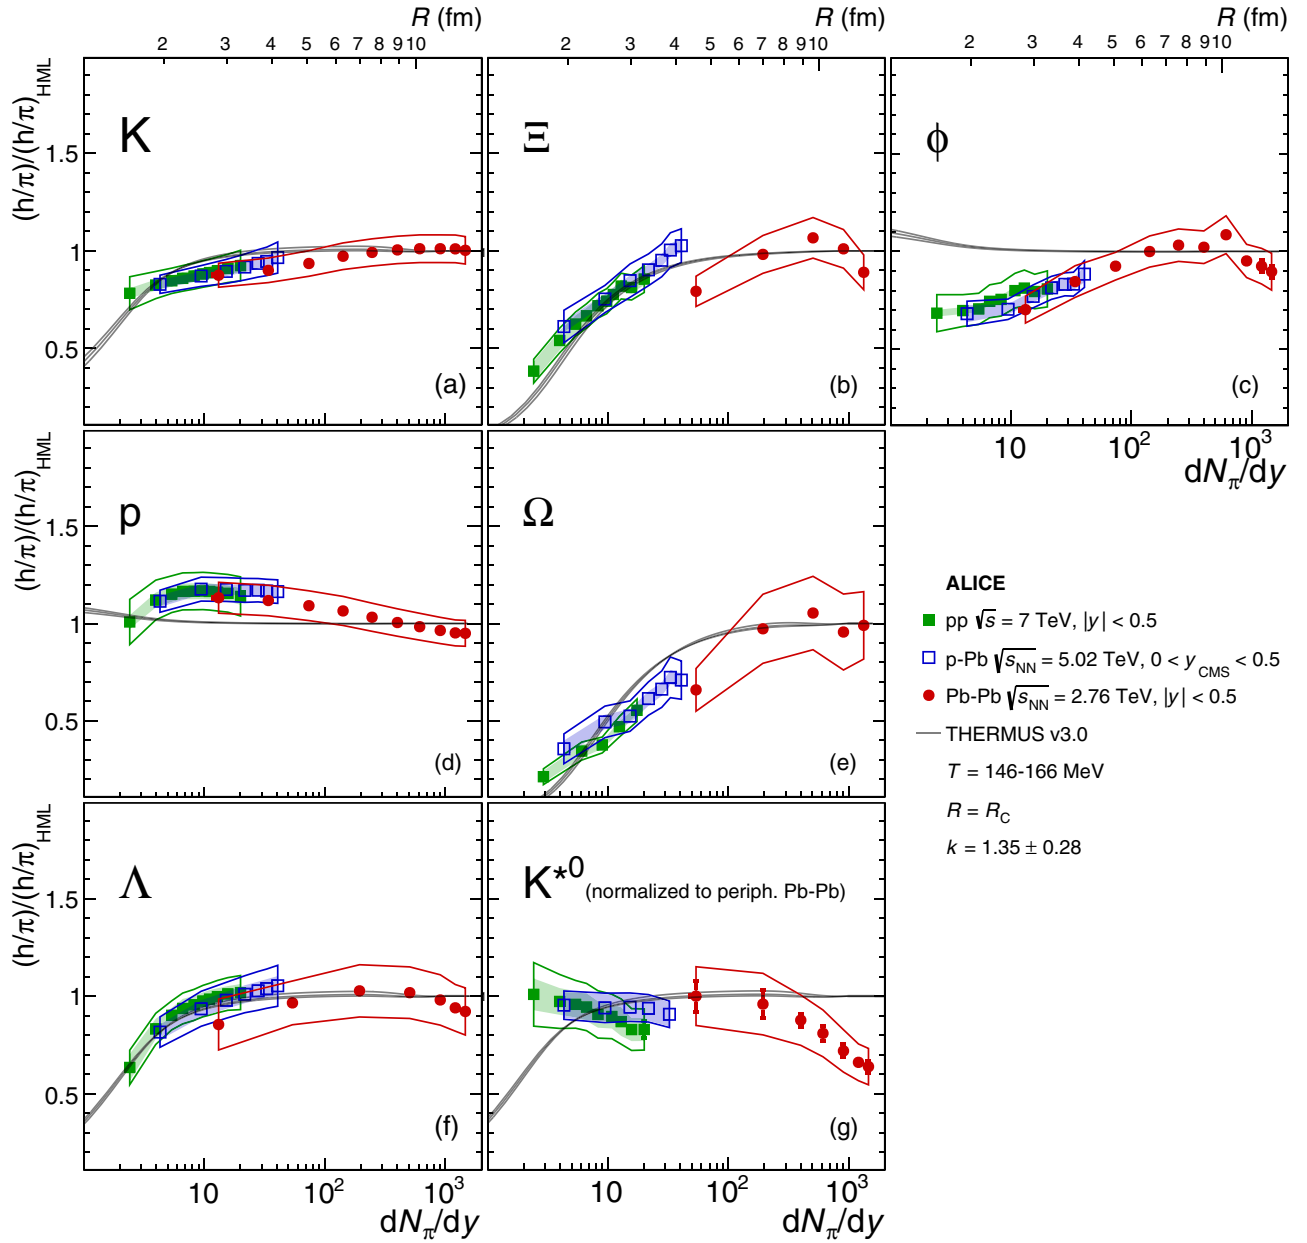 R (fm) R (fm) R (fm)
2 3 4 5 6 7 8 9 10 2 3 4 5 6 7 8 9 10 2 3 4 5 6 7 8 9 10
(h/π)/(h/π)HML
K Ξ ϕ
1.5
1
0.5
(a) (b) (c)
10 10² 10³
dNπ/dy
(h/π)/(h/π)HML
p Ω
1.5
1
0.5
(d) (e)
ALICE
pp √s = 7 TeV, |y| < 0.5
p-Pb √sNN = 5.02 TeV, 0 < yCMS < 0.5
Pb-Pb √sNN = 2.76 TeV, |y| < 0.5
THERMUS v3.0
T = 146-166 MeV
R = RC
k = 1.35 ± 0.28
(h/π)/(h/π)HML
Λ K*0 (normalized to periph. Pb-Pb)
1.5
1
0.5
(f) (g)
10 10² 10³ 10 10² 10³
dNπ/dy dNπ/dy